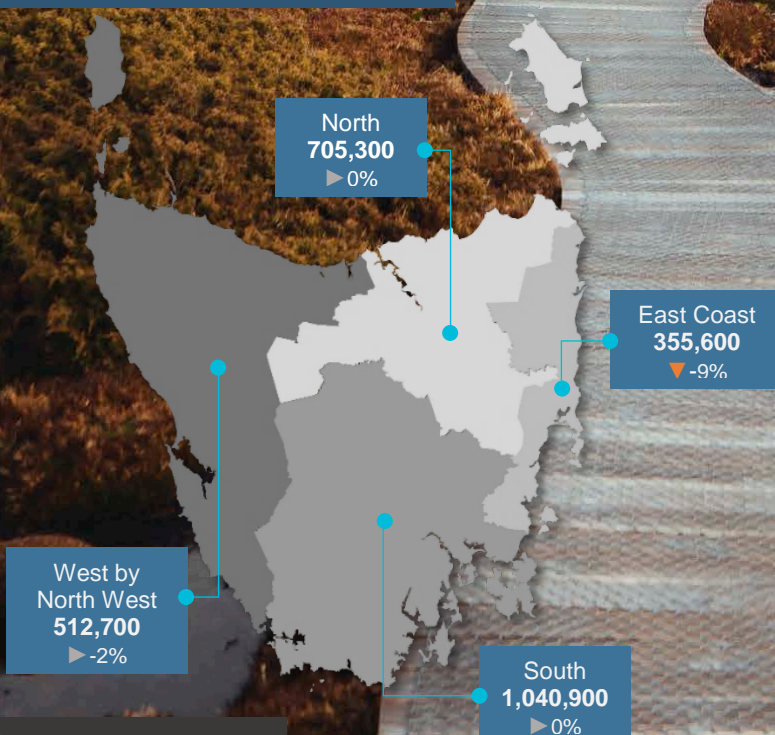 North
705,300
▶ 0%
East Coast
355,600
▼ -9%
West by
North West
512,700
▶ -2%
South
1,040,900
▶ 0%